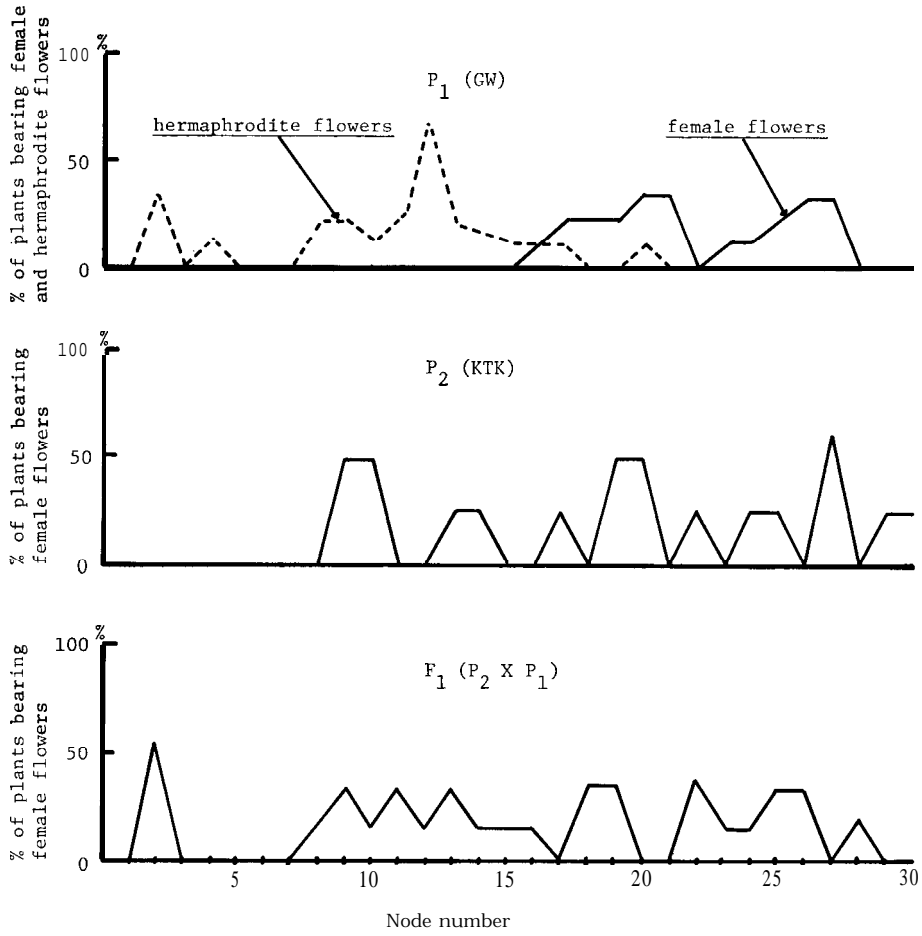 % of plants bearing female
and hermaphrodite flowers
%
100
50
0
P1 (GW)
hermaphrodite flowers
female flowers
% of plants bearing
female flowers
%
100
50
0
P2 (KTK)
% of plants bearing
female flowers
%
100
50
0
F1 (P2 X P1)
5 10 15 20 25 30
Node number